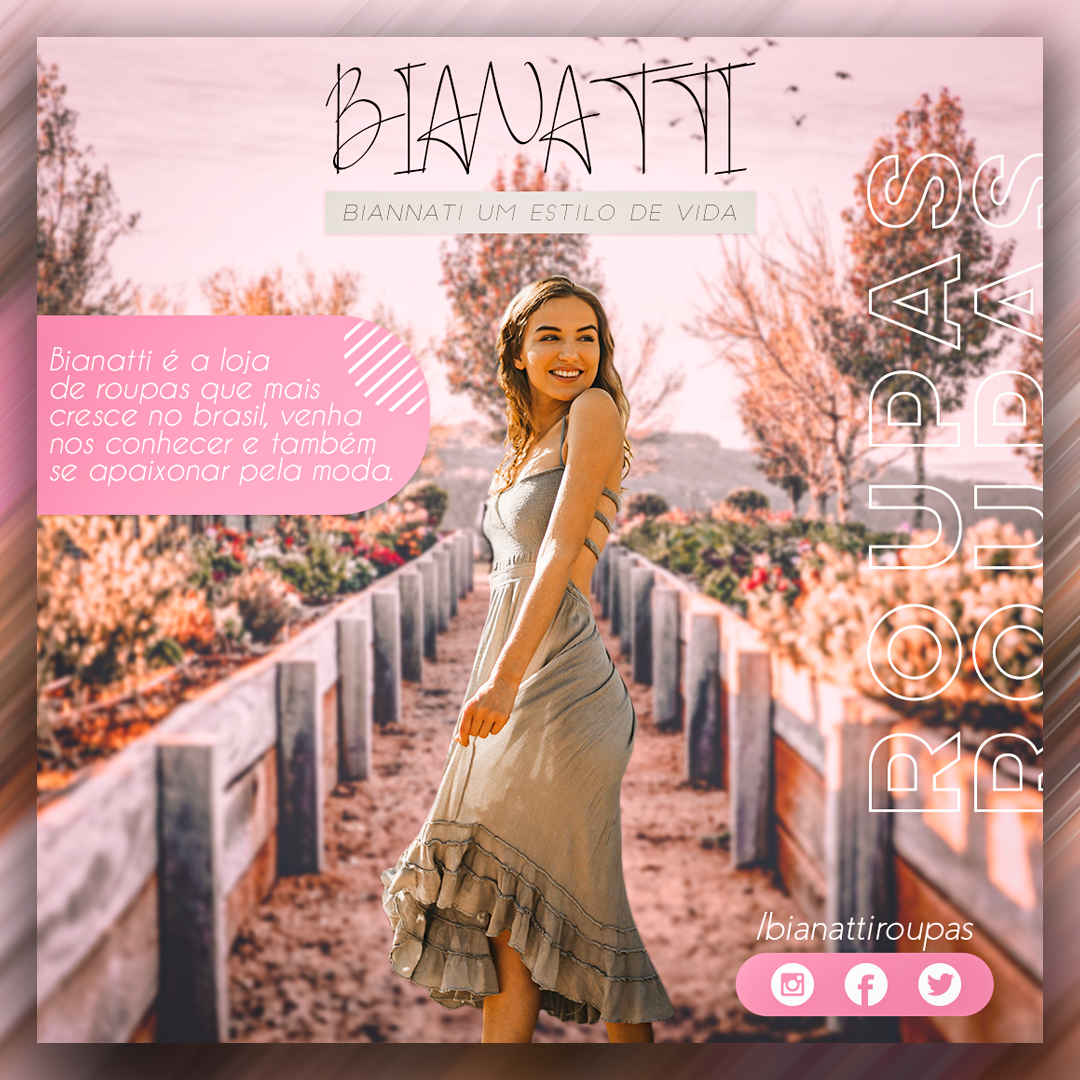 BIANATTI
BIANNATI UM ESTILO DE VIDA
Bianatti é a loja
de roupas que mais
cresce no brasil, venha
nos conhecer e também
se apaixonar pela moda.
ROUPAS
ROUPAS
/bianattiroupas